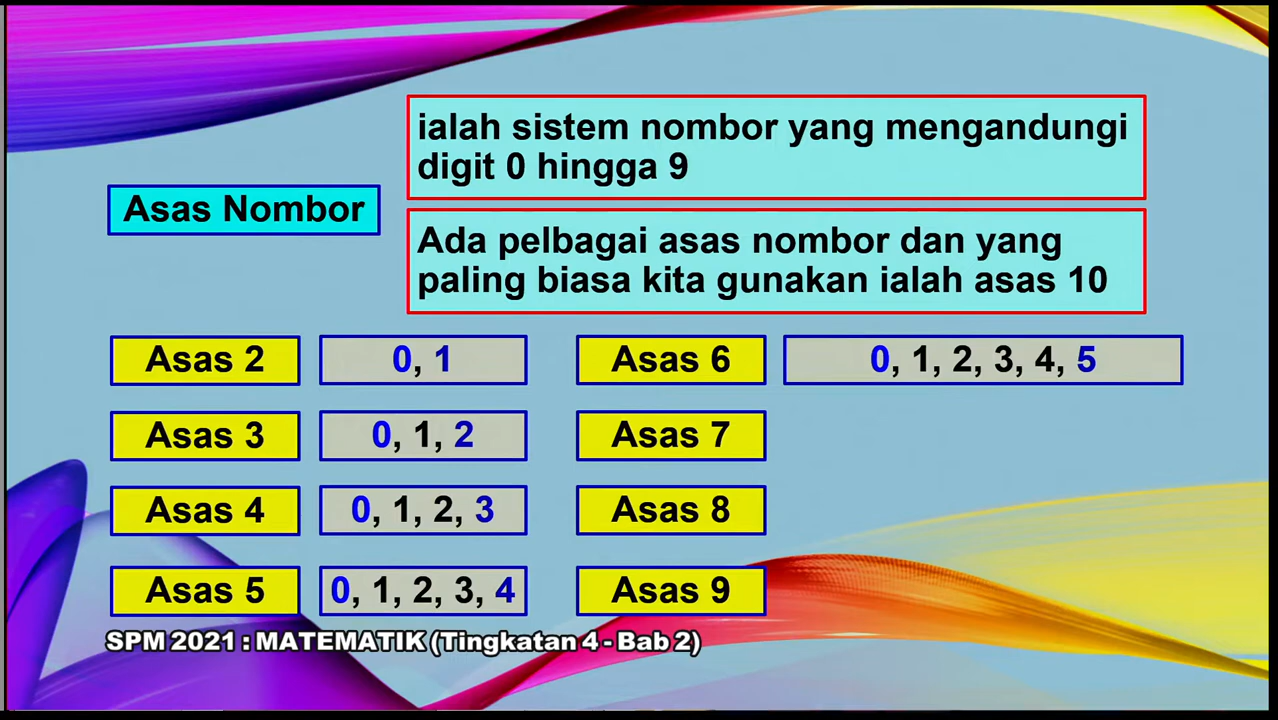 ialah sistem nombor yang mengandungi
digit 0 hingga 9
Asas Nombor
Ada pelbagai asas nombor dan yang
paling biasa kita gunakan ialah asas 10
Asas 2
0, 1
Asas 6
0, 1, 2, 3, 4, 5
Asas 3
0, 1, 2
Asas 7
Asas 4
0, 1, 2, 3
Asas 8
Asas 5
0, 1, 2, 3, 4
Asas 9
SPM 2021 : MATEMATIK (Tingkatan 4 - Bab 2)